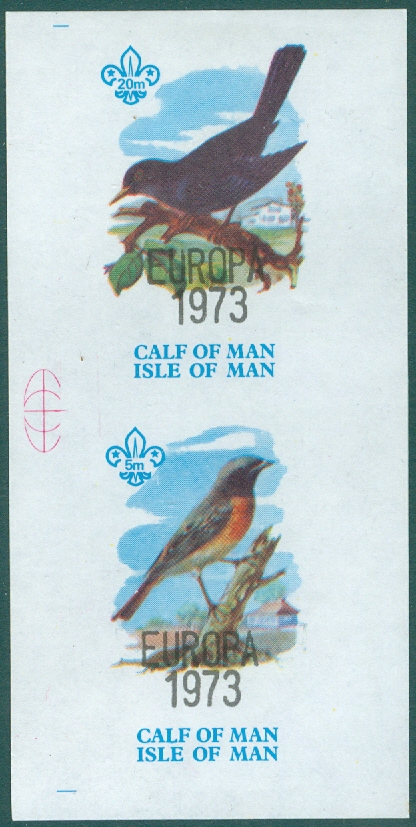 20m
EUROPA
1973
CALF OF MAN
ISLE OF MAN
5m
EUROPA
1973
CALF OF MAN
ISLE OF MAN